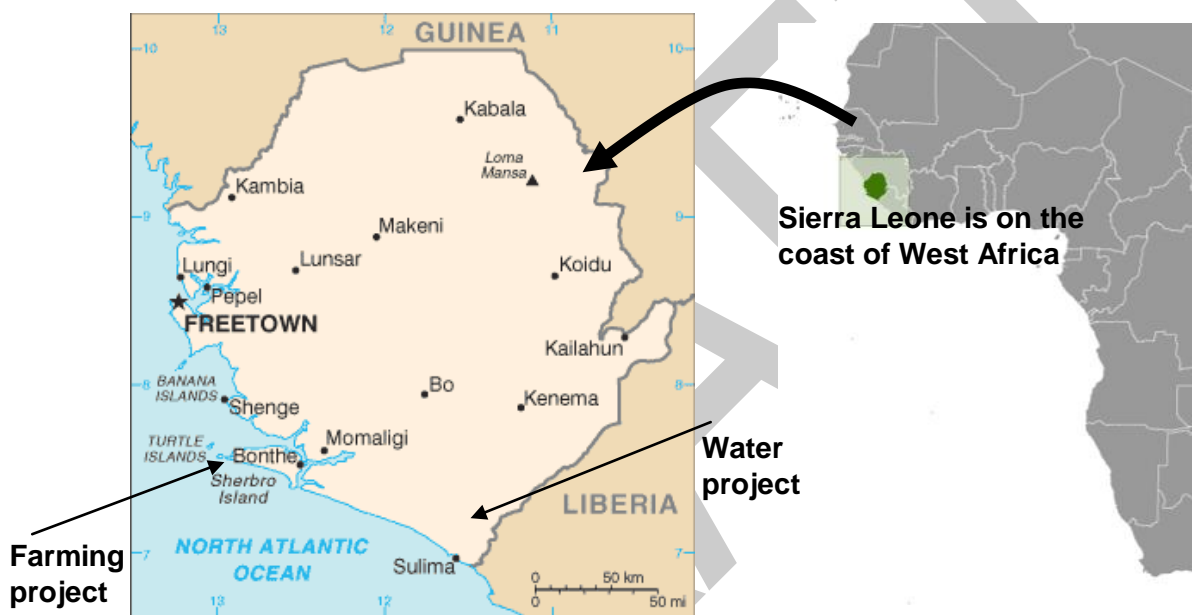 13
12
11
GUINEA
10
10
Kabala
Loma
Mansa
Kambia
9
9
Makeni
Lungi
Lunsar
Koidu
Pepel
FREETOWN
Kailahun
BANANA
ISLANDS
8
8
Bo
Shenge
Kenema
Momaligi
TURTLE
ISLANDS
Bonthe
Sherbro
Island
LIBERIA
NORTH ATLANTIC
OCEAN
7
7
Sulima
0
50 km
0
50 mi
13
12
Sierra Leone is on the
coast of West Africa
Water
project
Farming
project